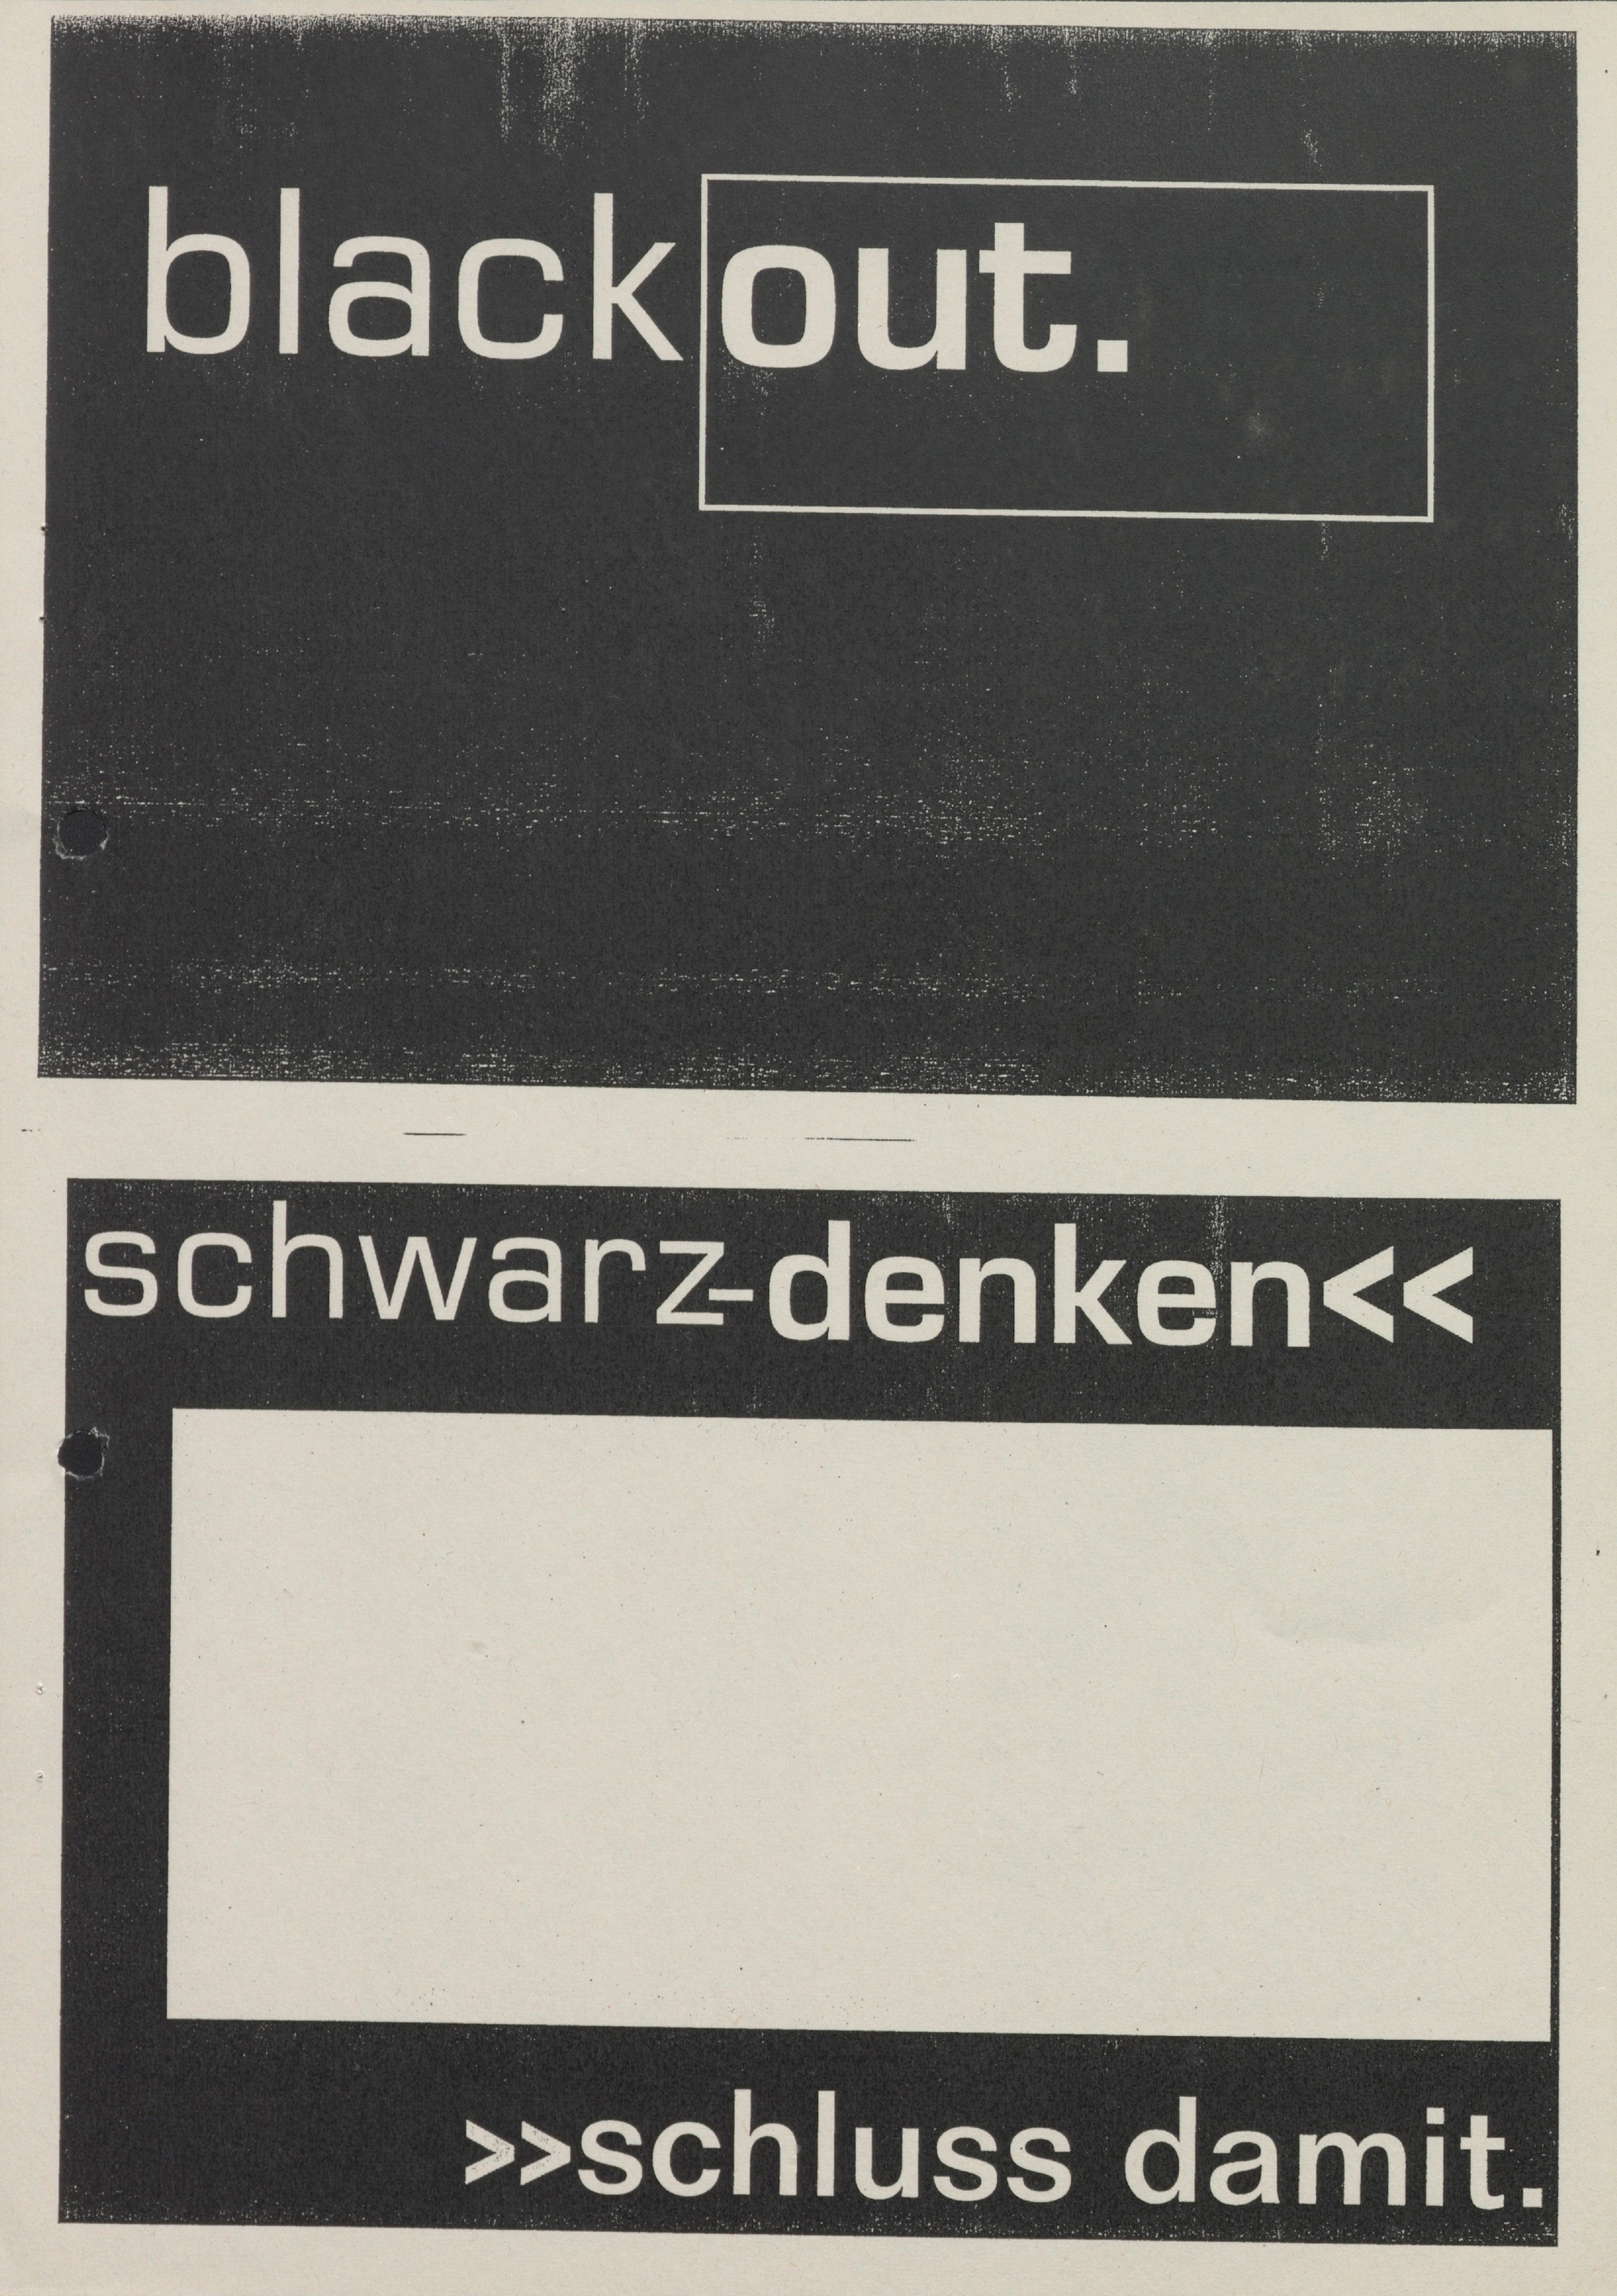 blackout.
schwarz-denken<<
>>schluss damit.